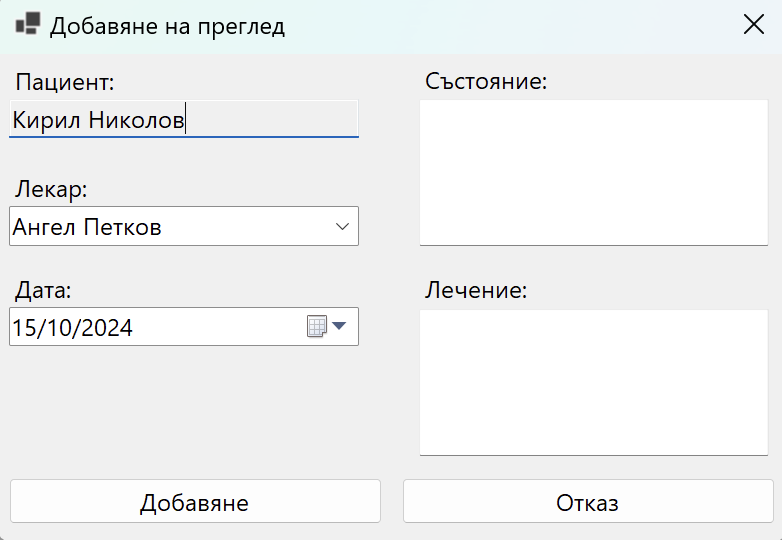 Добавяне на преглед
Пациент:
Кирил Николов
Лекар:
Ангел Петков
Дата:
15/10/2024
Състояние:
Лечение:
Добавяне
Отказ